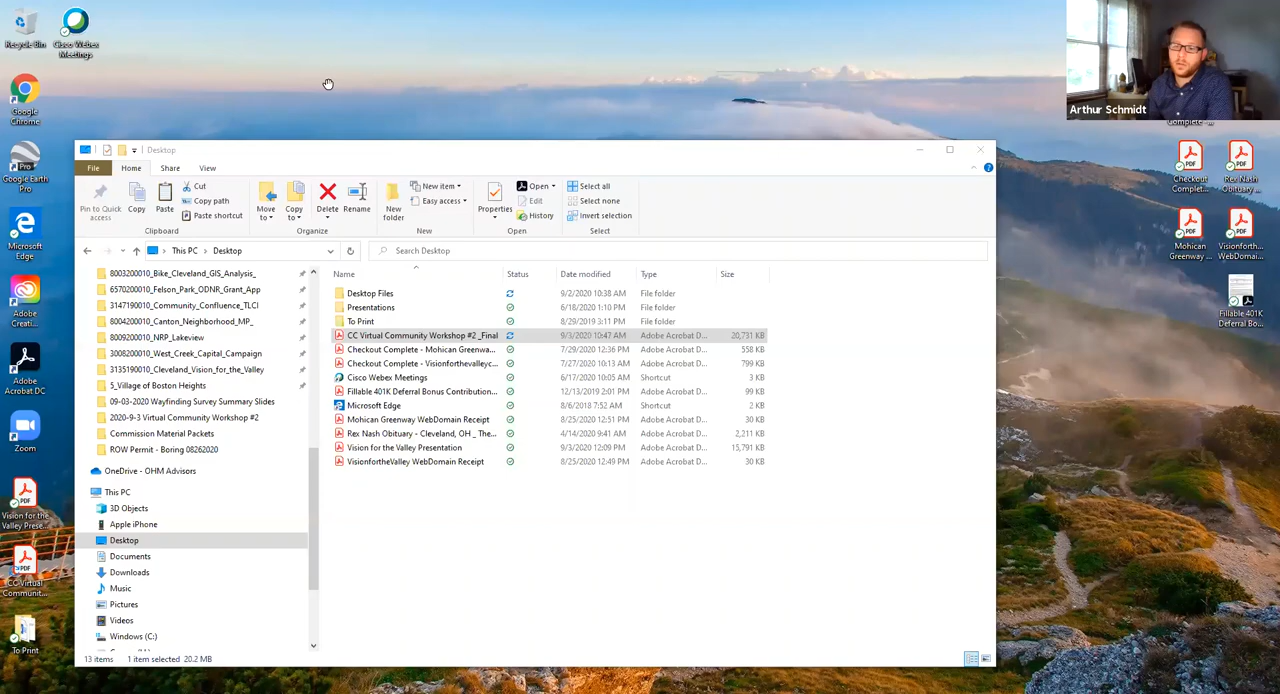 Recycle Bin
Cisco Webex
Meetings
Google
Chrome
Google Earth
Pro
Microsoft
Edge
Adobe
Creati...
Adobe
Acrobat DC
Zoom
Vision for the
Valley Prese...
CC Virtual
Communit...
To Print
Desktop
File
Home
Share
View
Pin to Quick
access
Copy
Paste
Cut
Copy path
Paste shortcut
Clipboard
Move
to
Copy
to
Delete
Rename
Organize
New
folder
New item
Easy access
New
Properties
Open
Edit
History
Open
Select all
Select none
Invert selection
Select
This PC
Desktop
Search Desktop
8003200010_Bike_Cleveland_GIS_Analysis_
6570200010_Felson_Park_ODNR_Grant_App
3147190010_Community_Confluence_TLCI
8004200010_Canton_Neighborhood_MP_
8009200010_NRP_Lakeview
3008200010_West_Creek_Capital_Campaign
3135190010_Cleveland_Vision_for_the_Valley
5_Village of Boston Heights
09-03-2020 Wayfinding Survey Summary Slides
2020-9-3 Virtual Community Workshop #2
Commission Material Packets
ROW Permit - Boring 08262020
OneDrive - OHM Advisors
This PC
3D Objects
Apple iPhone
Desktop
Documents
Downloads
Music
Pictures
Videos
Windows (C:)
Name Status Date modified Type Size
Desktop Files 9/2/2020 10:38 AM File folder
Presentations 6/18/2020 1:10 PM File folder
To Print 8/29/2019 3:11 PM File folder
CC Virtual Community Workshop #2 _Final 9/3/2020 10:47 AM Adobe Acrobat D... 20,731 KB
Checkout Complete - Mohican Greenwa... 7/29/2020 12:36 PM Adobe Acrobat D... 558 KB
Checkout Complete - Visionforthevalleyc... 7/27/2020 10:13 AM Adobe Acrobat D... 799 KB
Cisco Webex Meetings 6/17/2020 10:05 AM Shortcut 3 KB
Fillable 401K Deferral Bonus Contribution... 12/13/2019 2:01 PM Adobe Acrobat D... 99 KB
Microsoft Edge 8/6/2018 7:52 AM Shortcut 2 KB
Mohican Greenway WebDomain Receipt 8/25/2020 12:51 PM Adobe Acrobat D... 30 KB
Rex Nash Obituary - Cleveland, OH _ The... 4/14/2020 9:41 AM Adobe Acrobat D... 2,211 KB
Vision for the Valley Presentation 9/3/2020 12:09 PM Adobe Acrobat D... 15,791 KB
VisionfortheValley WebDomain Receipt 8/25/2020 12:49 PM Adobe Acrobat D... 30 KB
13 items
1 item selected 20.2 MB
Arthur Schmidt
Complete - ...
PDF
Checkout
Complet...
Rex Nash
Obituary ...
Mohican
Greenway ...
Visionforth...
WebDomai...
Fillable 401K
Deferral Bo...